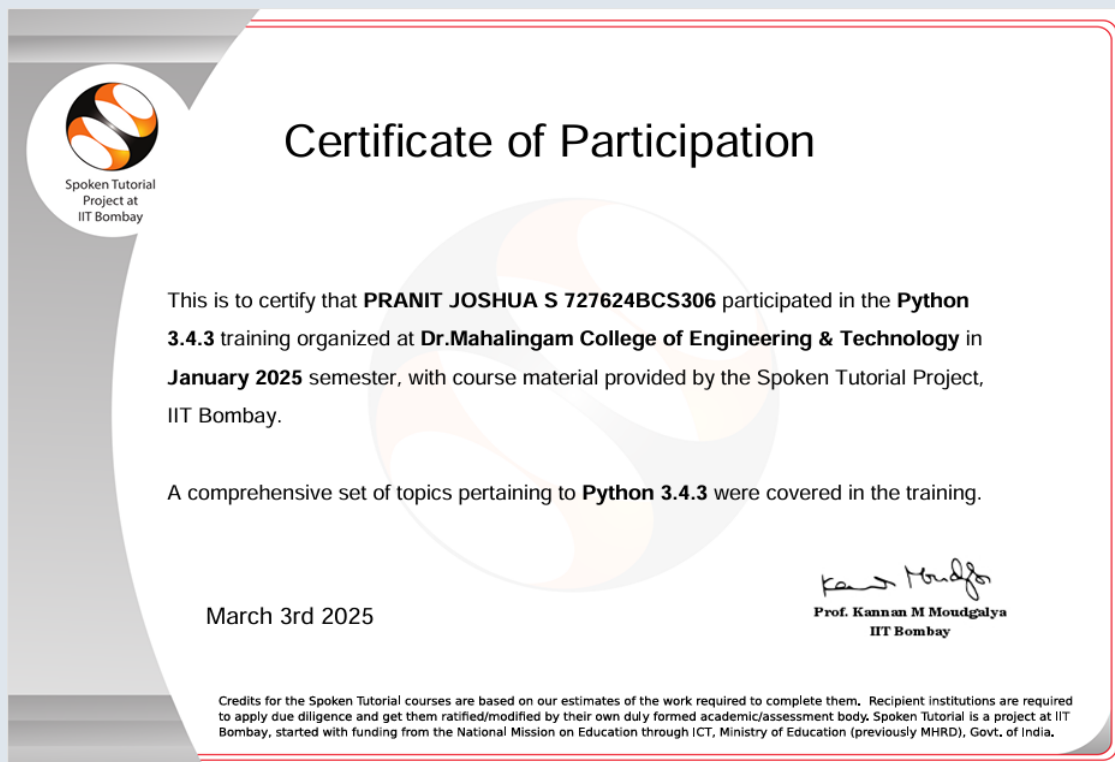 Spoken Tutorial
Project at
IIT Bombay
Certificate of Participation
This is to certify that PRANIT JOSHUA S 727624BCS306 participated in the Python
3.4.3 training organized at Dr.Mahalingam College of Engineering & Technology in
January 2025 semester, with course material provided by the Spoken Tutorial Project,
IIT Bombay.
A comprehensive set of topics pertaining to Python 3.4.3 were covered in the training.
March 3rd 2025
Prof. Kannan M Moudgalya
IIT Bombay
Credits for the Spoken Tutorial courses are based on our estimates of the work required to complete them. Recipient institutions are required
to apply due diligence and get them ratified/modified by their own duly formed academic/assessment body. Spoken Tutorial is a project at IIT
Bombay, started with funding from the National Mission on Education through ICT, Ministry of Education (previously MHRD), Govt. of India.